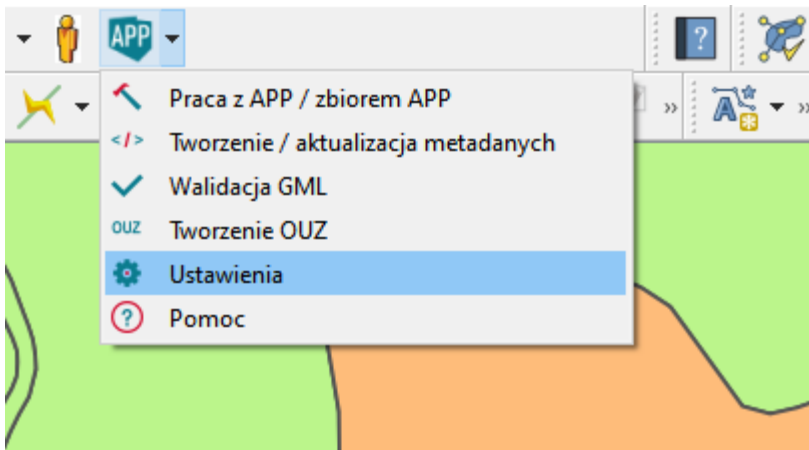 APP
?
A
Praca z APP / zbiorem APP
</> Tworzenie / aktualizacja metadanych
Walidacja GML
OUZ Tworzenie OUZ
Ustawienia
? Pomoc